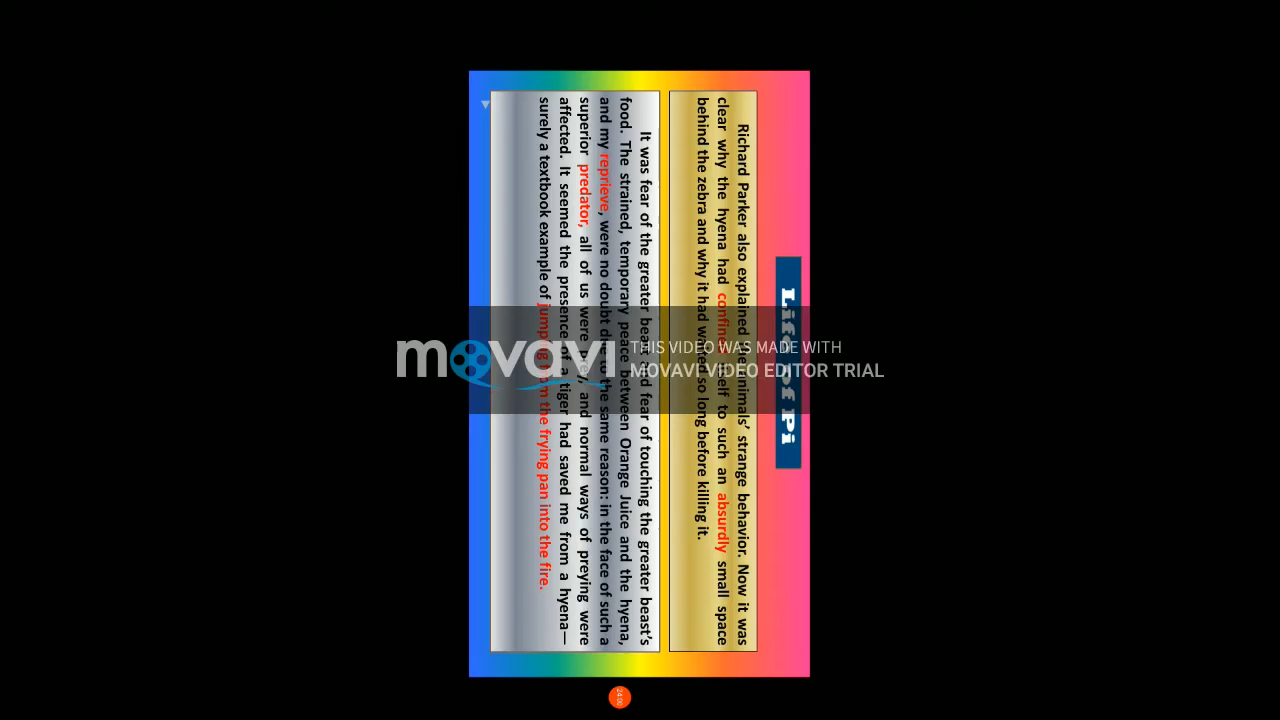 Life of Pi
Richard Parker also explained animals' strange behavior. Now it was
clear why the hyena had confined itself to such an absurdly small space
behind the zebra and why it had waited so long before killing it.
It was fear of the greater beast and fear of touching the greater beast's
food. The strained, temporary peace between Orange Juice and the hyena,
and my reprieve, were no doubt due to the same reason: in the face of such a
superior predator, all of us were prey, and normal ways of preying were
affected. It seemed the presence of a tiger had saved me from a hyena—
surely a textbook example of jumping from the frying pan into the fire.
movavi
THIS VIDEO WAS MADE WITH
MOVAVI VIDEO EDITOR TRIAL